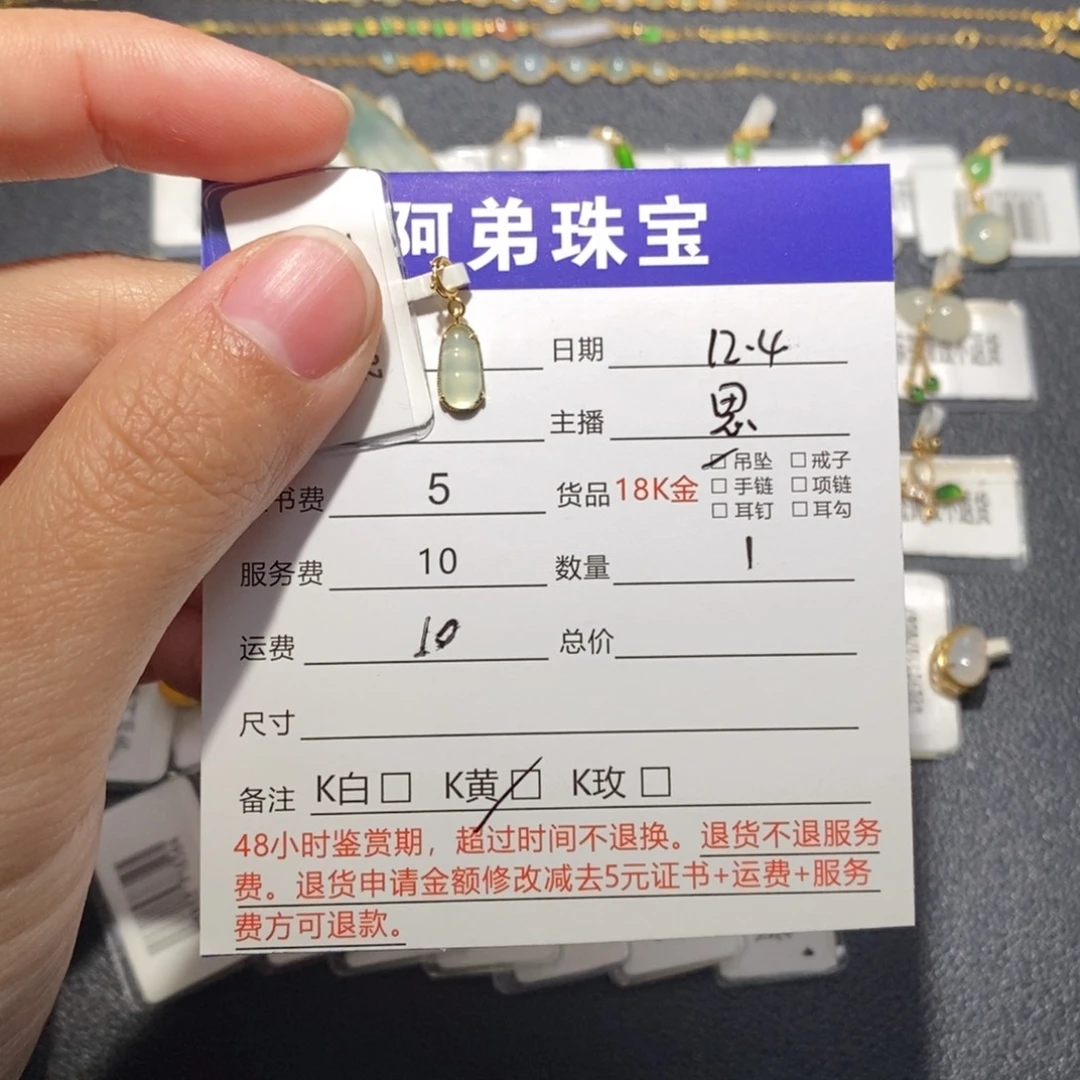 阿弟珠宝
日期 12.4
主播 思
书费 5 货品 18K金 吊坠 戒子
手链 项链
耳钉 耳勾
服务费 10 数量 1
运费 10 总价
尺寸
备注 K白 K黄 K玫
48小时鉴赏期，超过时间不退换。退货不退服务
费。退货申请金额修改减去5元证书+运费+服务
费方可退款。